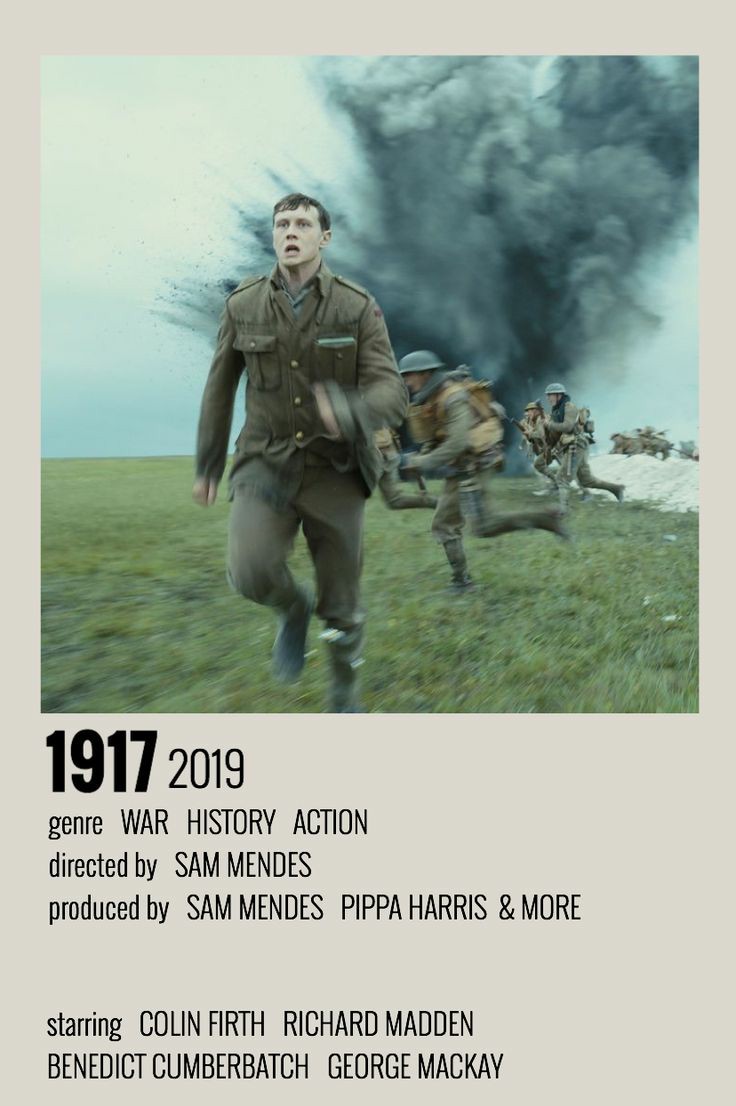 1917 2019
genre WAR HISTORY ACTION
directed by SAM MENDES
produced by SAM MENDES PIPPA HARRIS & MORE
starring COLIN FIRTH RICHARD MADDEN
BENEDICT CUMBERBATCH GEORGE MACKAY